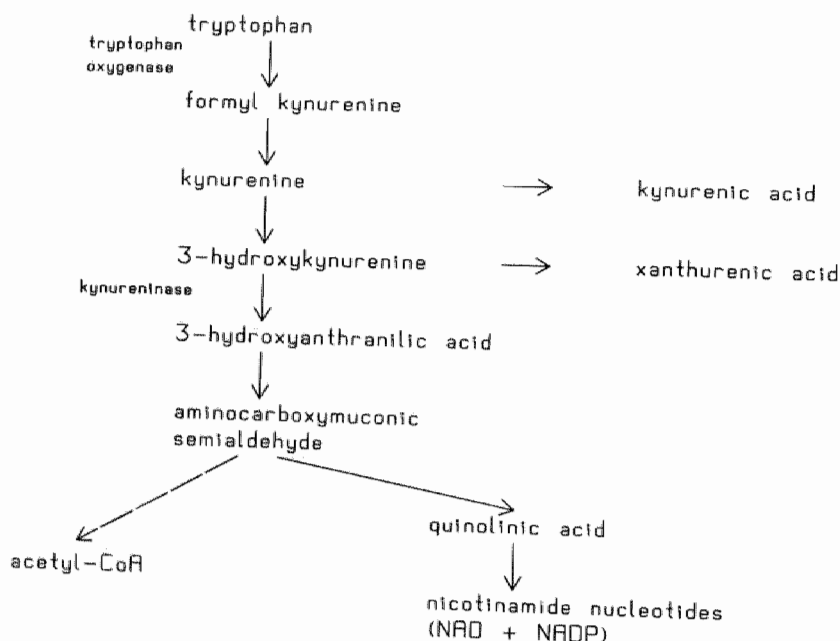 tryptophan
tryptophan
oxygenase
formyl kynurenine
kynurenine
kynurenic acid
3-hydroxykynurenine
xanthurenic acid
kynureninase
3-hydroxyanthranilic acid
aminocarboxymuconic
semialdehyde
quinolinic acid
acetyl-CoA
nicotinamide nucleotides
(NAD + NADP)